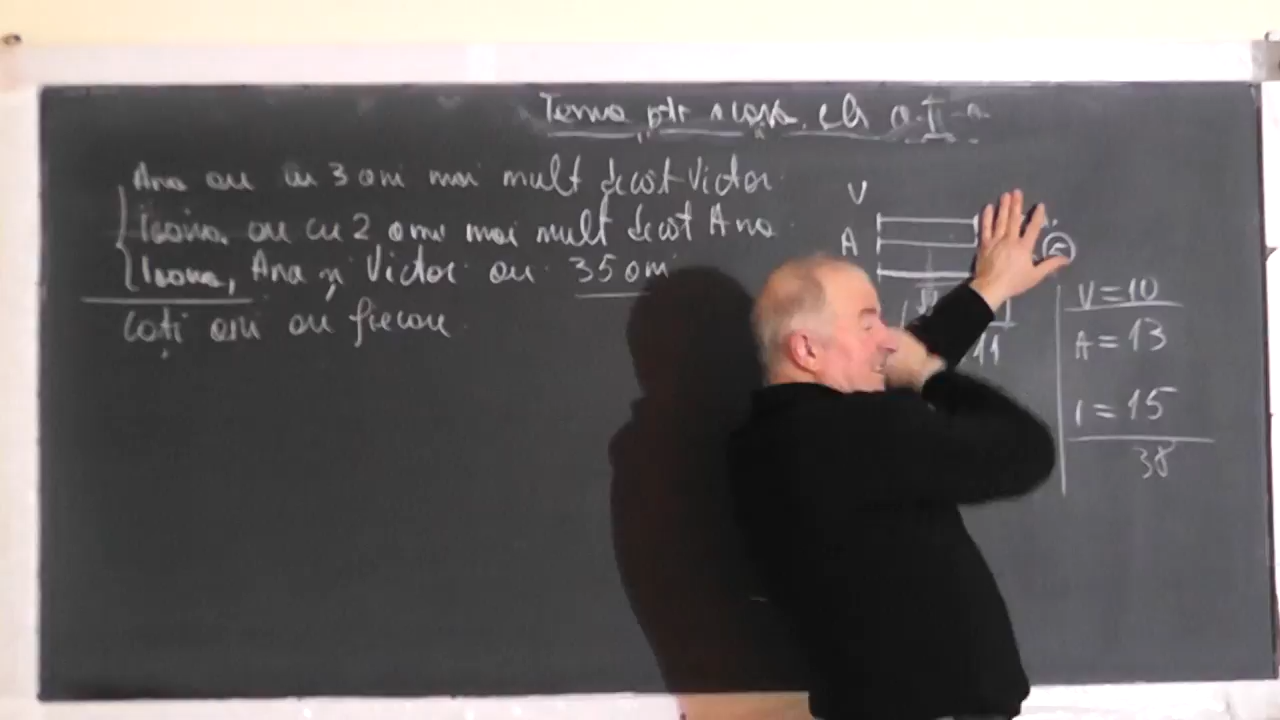 Tema ptr acasă, cls a-II-a
Ana are cu 3 ani mai mult decât Victor
Ioana are cu 2 ani mai mult decât Ana
Ioana, Ana și Victor au 35 ani
Câți ani au fiecare
V
A
11
V=10
A=13
I=15
38